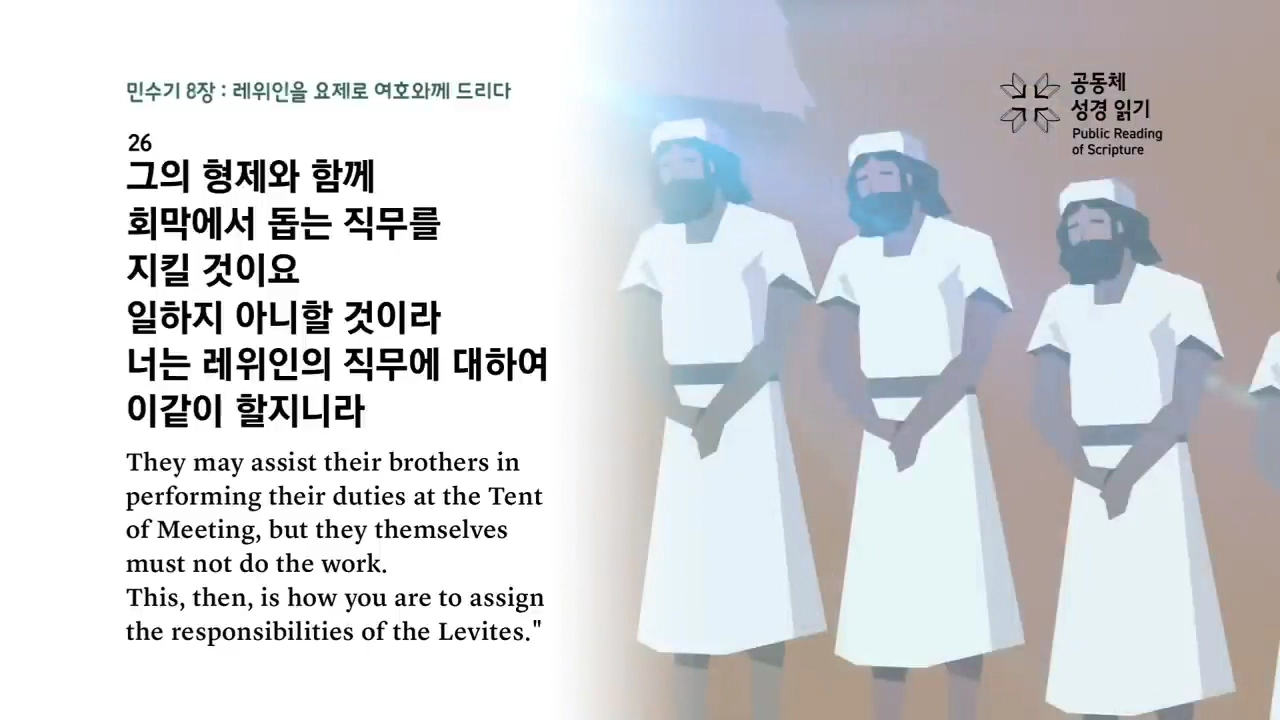 민수기 8장 : 레위인을 요제로 여호와께 드리다
공동체
성경 읽기
Public Reading
of Scripture
26
그의 형제와 함께
회막에서 돕는 직무를
지킬 것이요
일하지 아니할 것이라
너는 레위인의 직무에 대하여
이같이 할지니라
They may assist their brothers in
performing their duties at the Tent
of Meeting, but they themselves
must not do the work.
This, then, is how you are to assign
the responsibilities of the Levites."